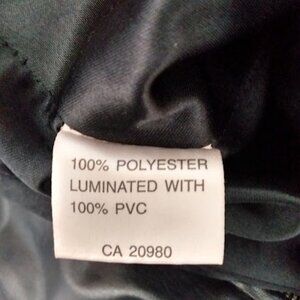 100% POLYESTER
LUMINATED WITH
100% PVC
CA 20980